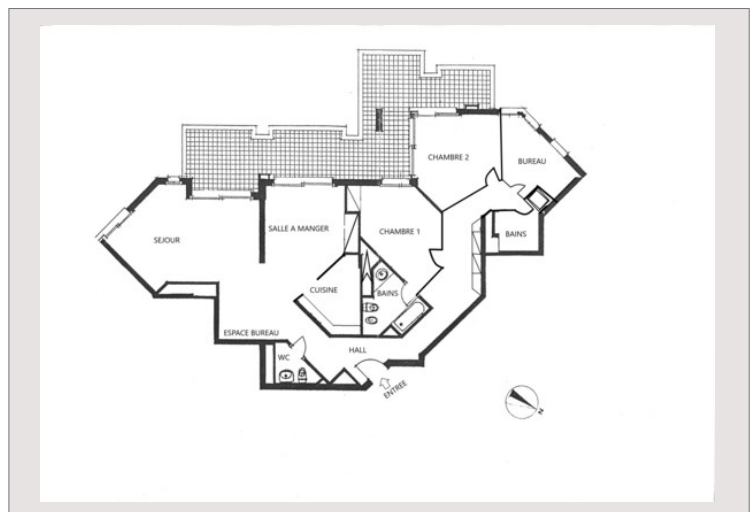 CHAMBRE 2
BUREAU
SALLE A MANGER
CHAMBRE 1
SEJOUR
BAINS
CUISINE
BAINS
ESPACE BUREAU
HALL
WC
ENTREE
N